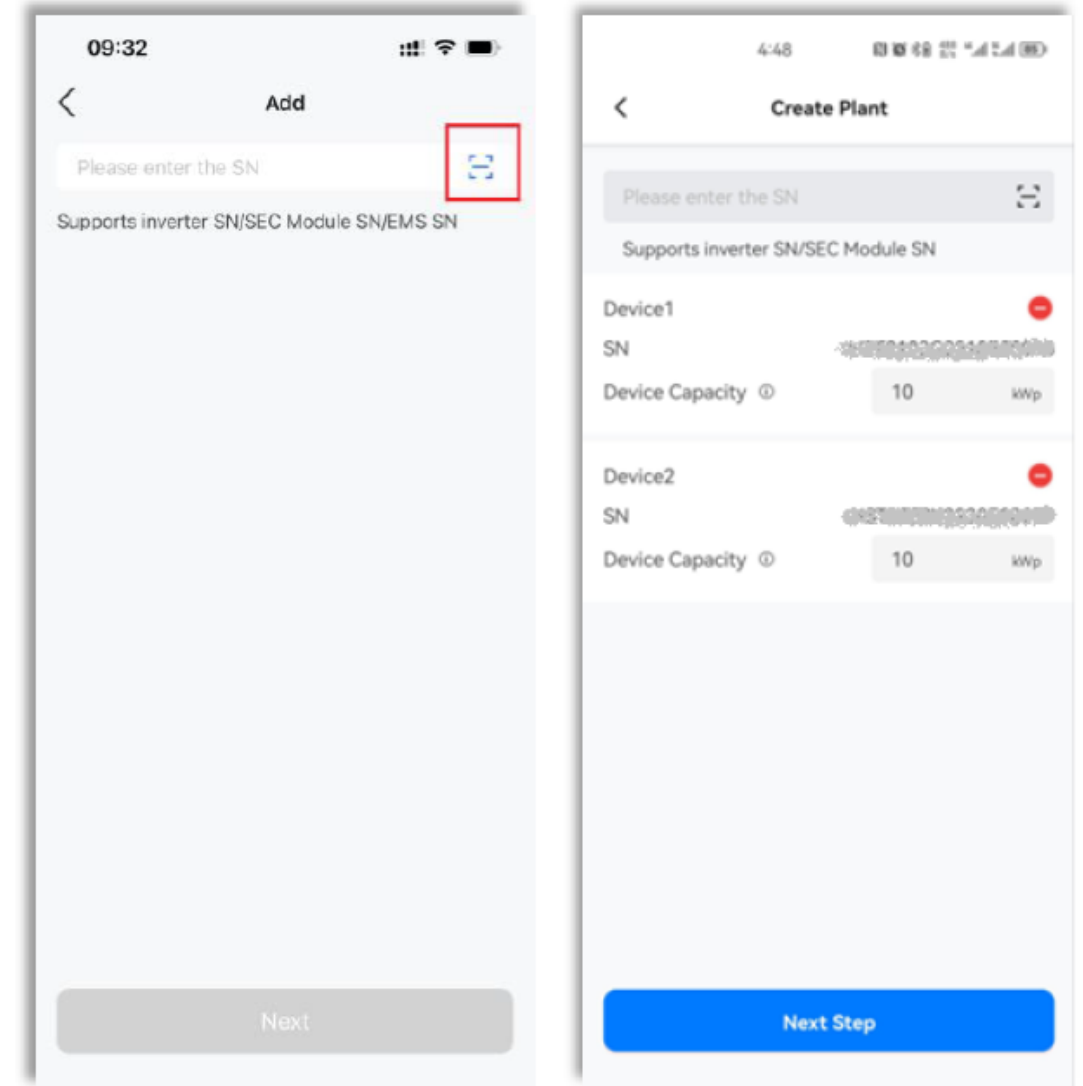 09:32
Add
Please enter the SN
Supports inverter SN/SEC Module SN/EMS SN
Next
4:48
Create Plant
Please enter the SN
Supports inverter SN/SEC Module SN
Device1
SN
Device Capacity
10 kWp
Device2
SN
Device Capacity
10 kWp
Next Step